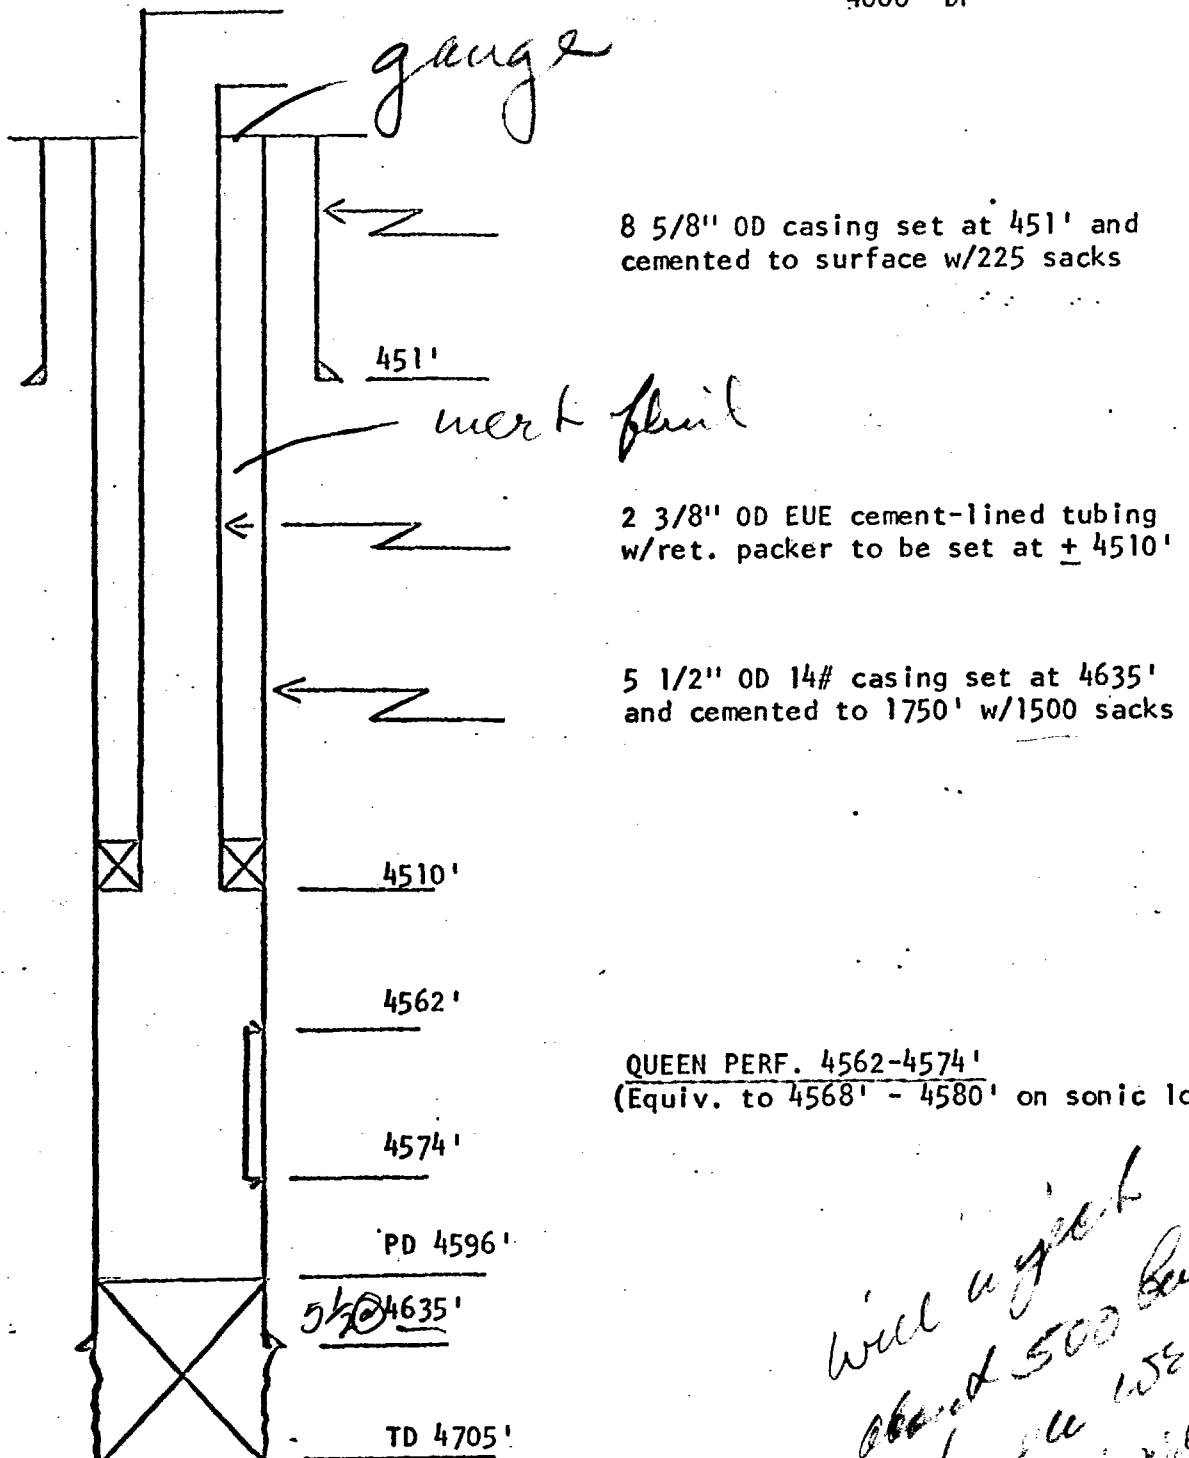 gauge
8 5/8" OD casing set at 451' and
cemented to surface w/225 sacks
451'
inert fluid
2 3/8" OD EUE cement-lined tubing
w/ret. packer to be set at ± 4510'
5 1/2" OD 14# casing set at 4635'
and cemented to 1750' w/1500 sacks
4510'
4562'
QUEEN PERF. 4562-4574'
(Equiv. to 4568' - 4580' on sonic
4574'
PD 4596'
5½@4635'
TD 4705'
will inject
about 500